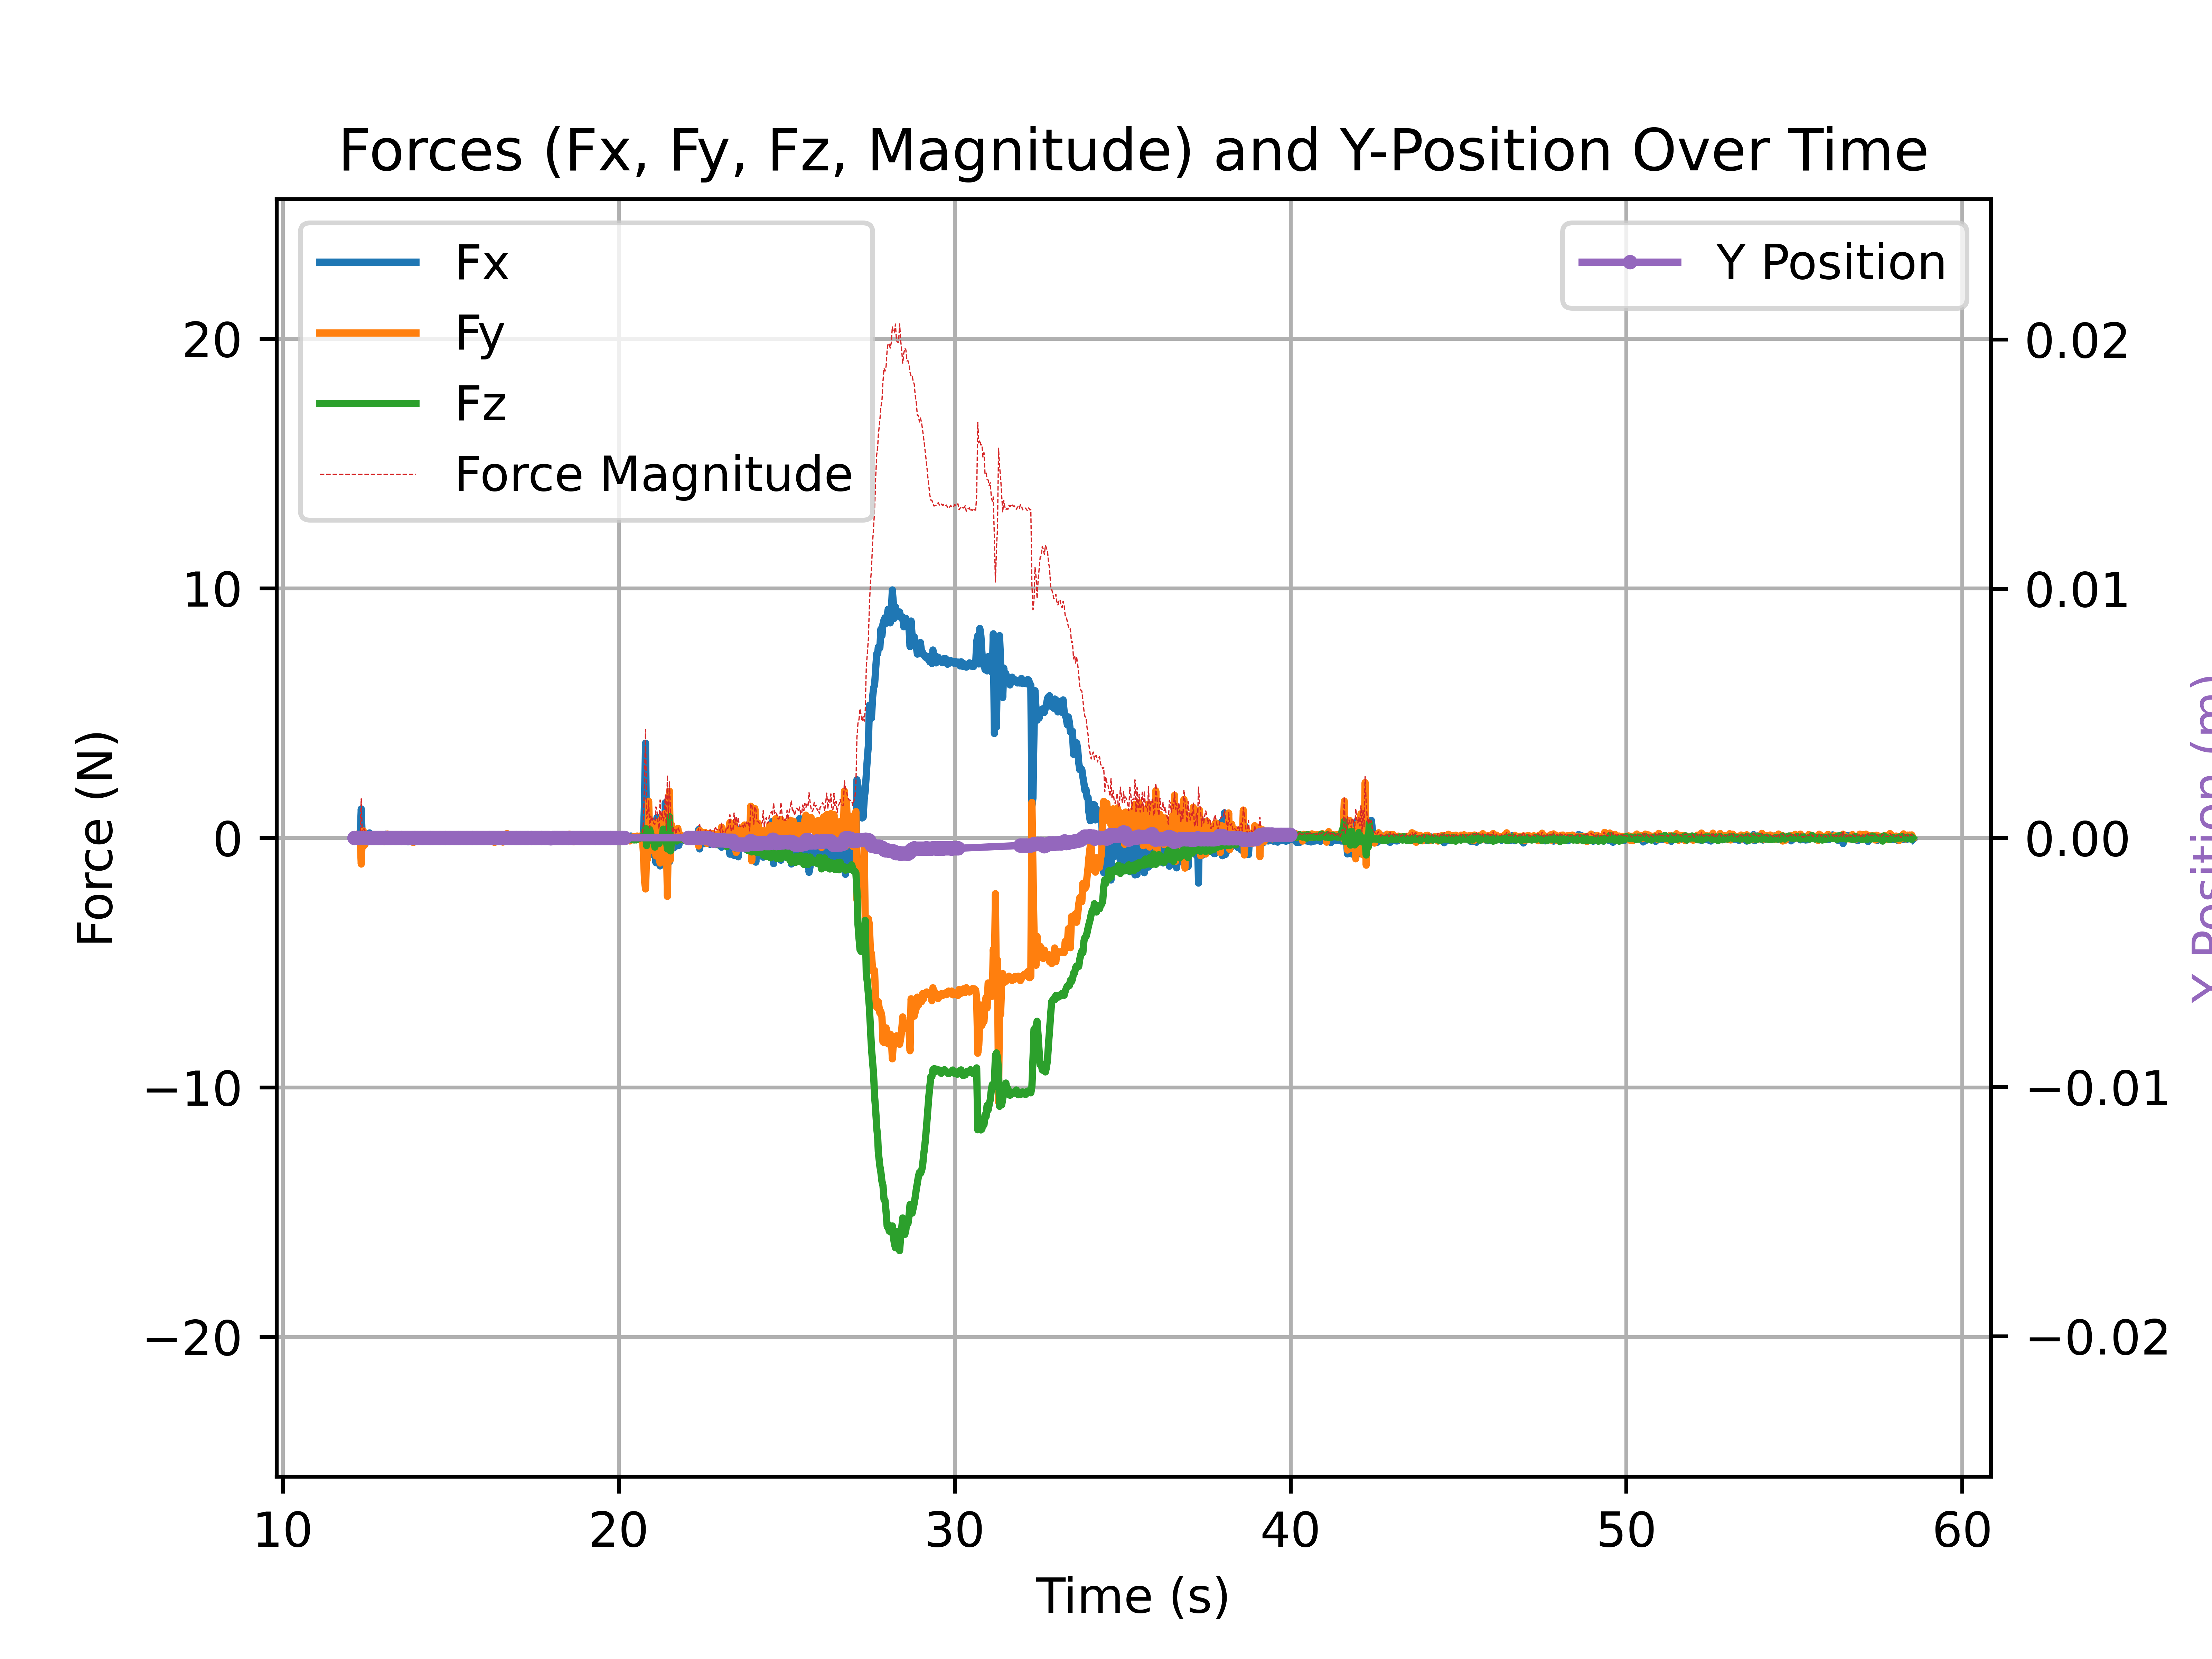 Forces (Fx, Fy, Fz, Magnitude) and Y-Position Over Time
Fx
Fy
Fz
Force Magnitude
Y Position
20
10
0
−10
−20
Force (N)
0.02
0.01
0.00
−0.01
−0.02
Y Position (m)
10
20
30
40
50
60
Time (s)